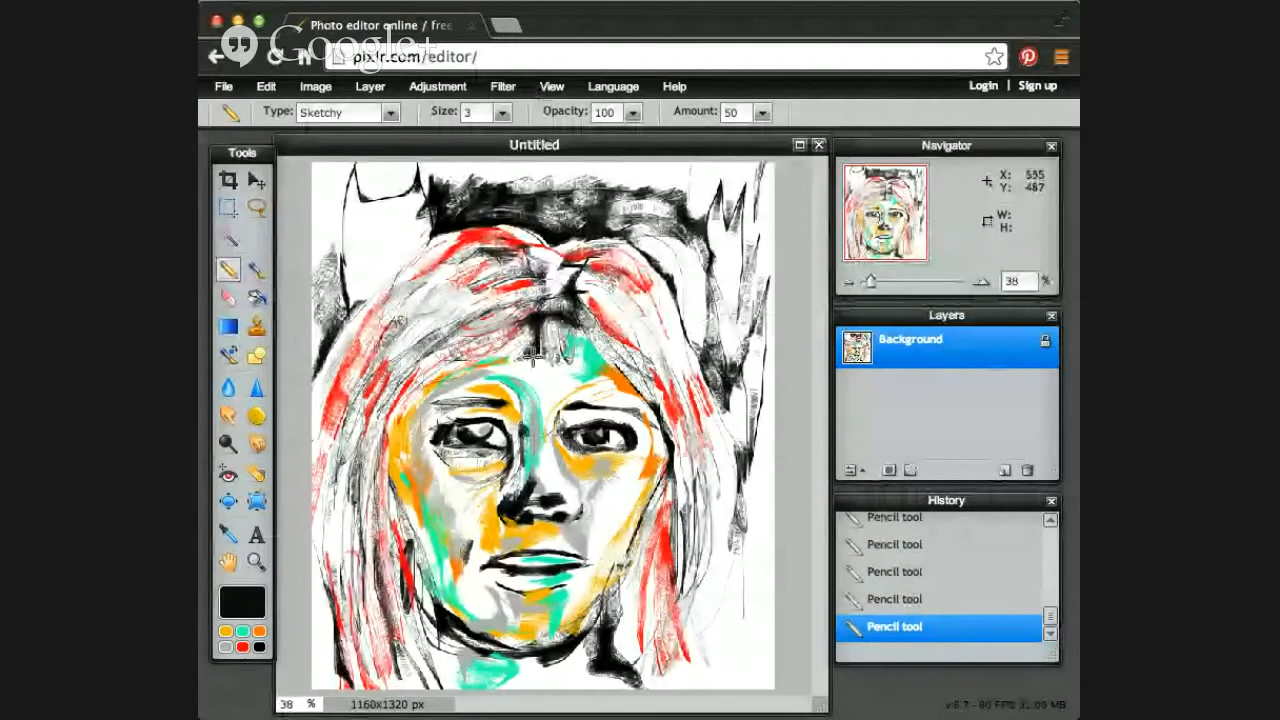 Photo editor online / free
Google+
pixlr.com/editor/
File Edit Image Layer Adjustment Filter View Language Help Login | Sign up
Type: Sketchy Size: 3 Opacity: 100 Amount: 50
Tools
Untitled
Navigator
X: 555
Y: 487
W:
H:
38 %
Layers
Background
History
Pencil tool
Pencil tool
Pencil tool
Pencil tool
Pencil tool
38 % 1160x1320 px